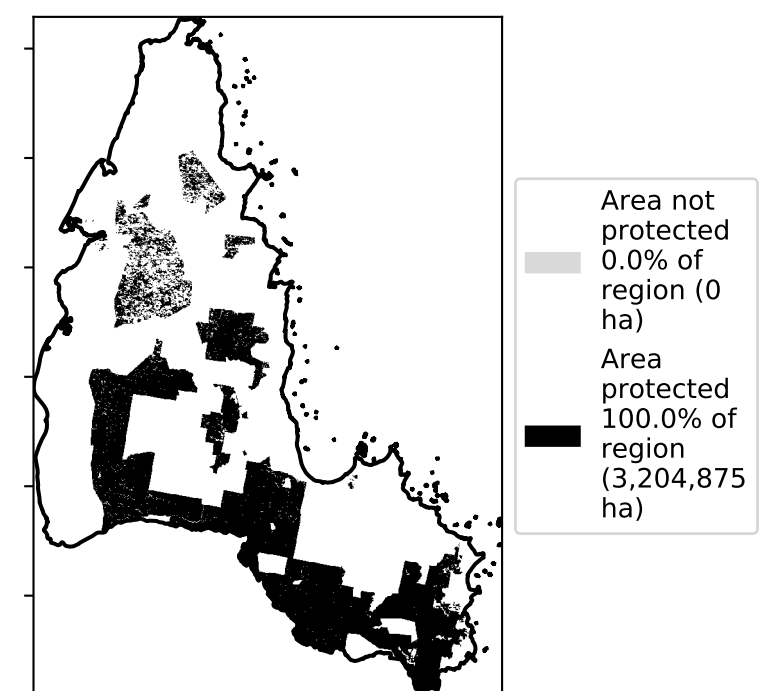 Area not
protected
0.0% of
region (0
ha)
Area
protected
100.0% of
region
(3,204,875
ha)